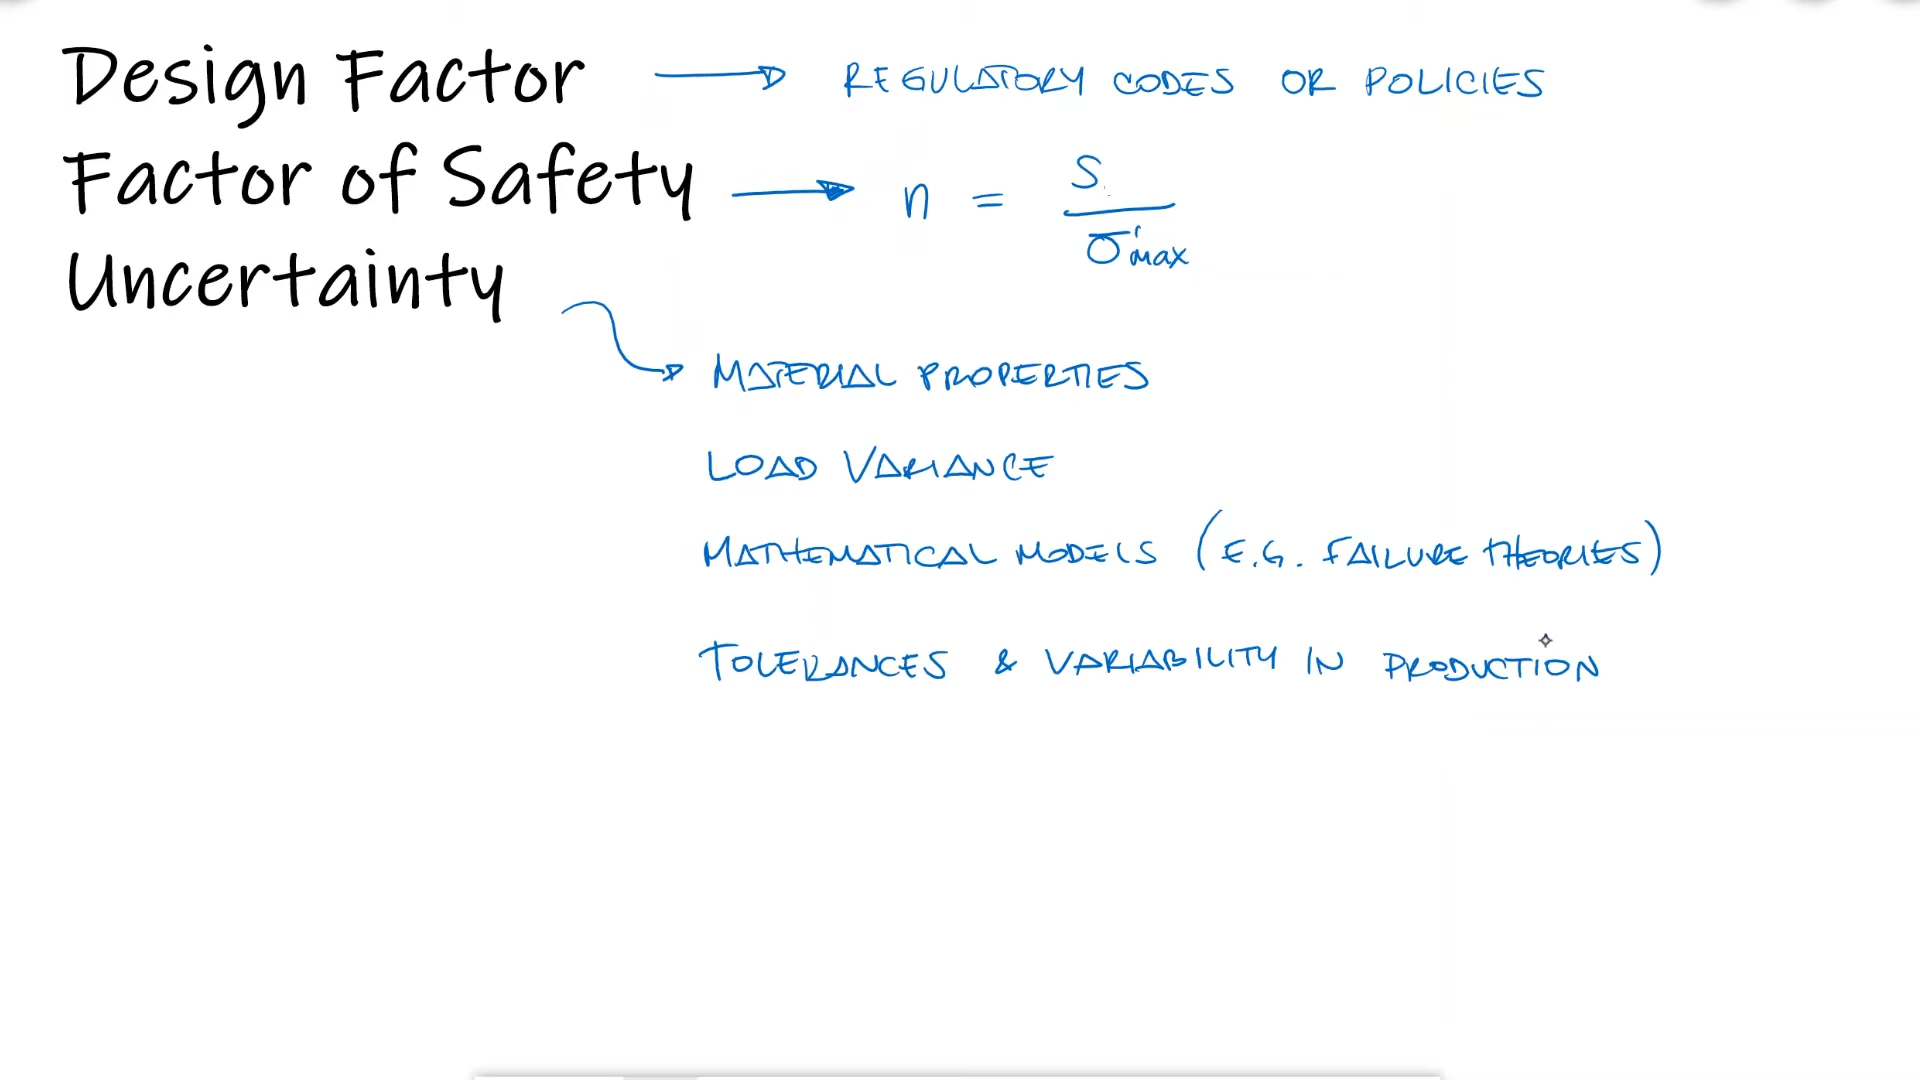 Design Factor → REGULATORY CODES OR POLICIES
Factor of Safety → n = S / σ'max
Uncertainty
→ MATERIAL PROPERTIES
LOAD VARIANCE
MATHEMATICAL MODELS (E.G. FAILURE THEORIES)
TOLERANCES & VARIABILITY IN PRODUCTION